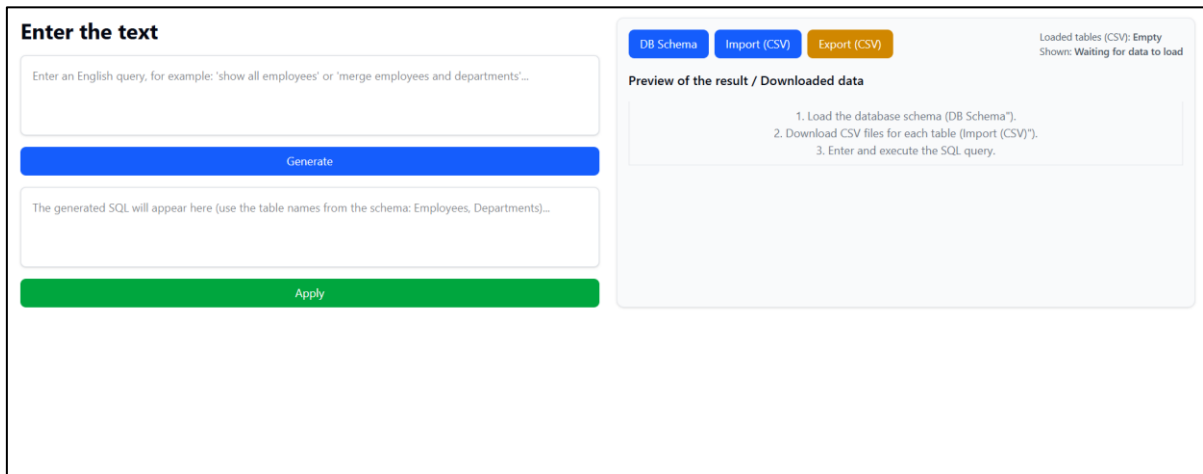 Enter the text
Enter an English query, for example: 'show all employees' or 'merge employees and departments'...
Generate
The generated SQL will appear here (use the table names from the schema: Employees, Departments)...
Apply
DB Schema
Import (CSV)
Export (CSV)
Loaded tables (CSV): Empty
Shown: Waiting for data to load
Preview of the result / Downloaded data
1. Load the database schema (DB Schema").
2. Download CSV files for each table (Import (CSV)").
3. Enter and execute the SQL query.